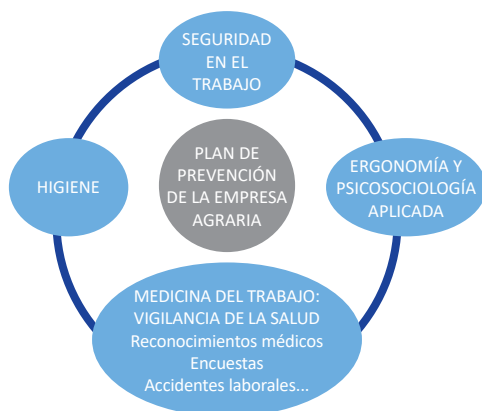 SEGURIDAD
EN EL
TRABAJO
PLAN DE
PREVENCIÓN
DE LA EMPRESA
AGRARIA
HIGIENE
ERGONOMÍA Y
PSICOSOCIOLOGÍA
APLICADA
MEDICINA DEL TRABAJO:
VIGILANCIA DE LA SALUD
Reconocimientos médicos
Encuestas
Accidentes laborales...